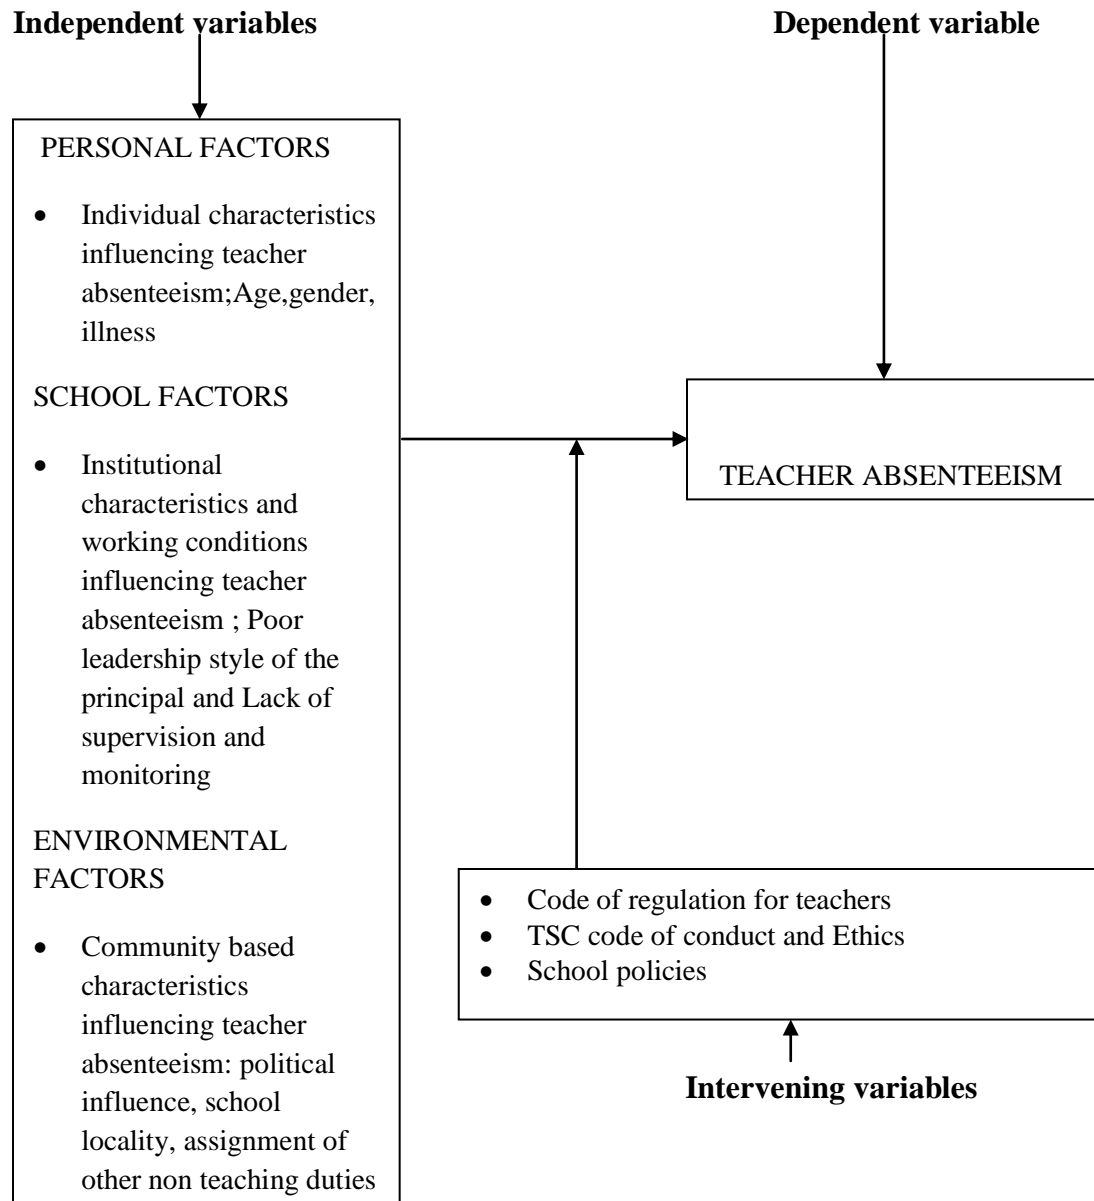 Independent variables
Dependent variable
PERSONAL FACTORS
• Individual characteristics
influencing teacher
absenteeism;Age,gender,
illness
SCHOOL FACTORS
• Institutional
characteristics and
working conditions
influencing teacher
absenteeism ; Poor
leadership style of the
principal and Lack of
supervision and
monitoring
ENVIRONMENTAL
FACTORS
• Community based
characteristics
influencing teacher
absenteeism: political
influence, school
locality, assignment of
other non teaching duties
TEACHER ABSENTEEISM
• Code of regulation for teachers
• TSC code of conduct and Ethics
• School policies
Intervening variables